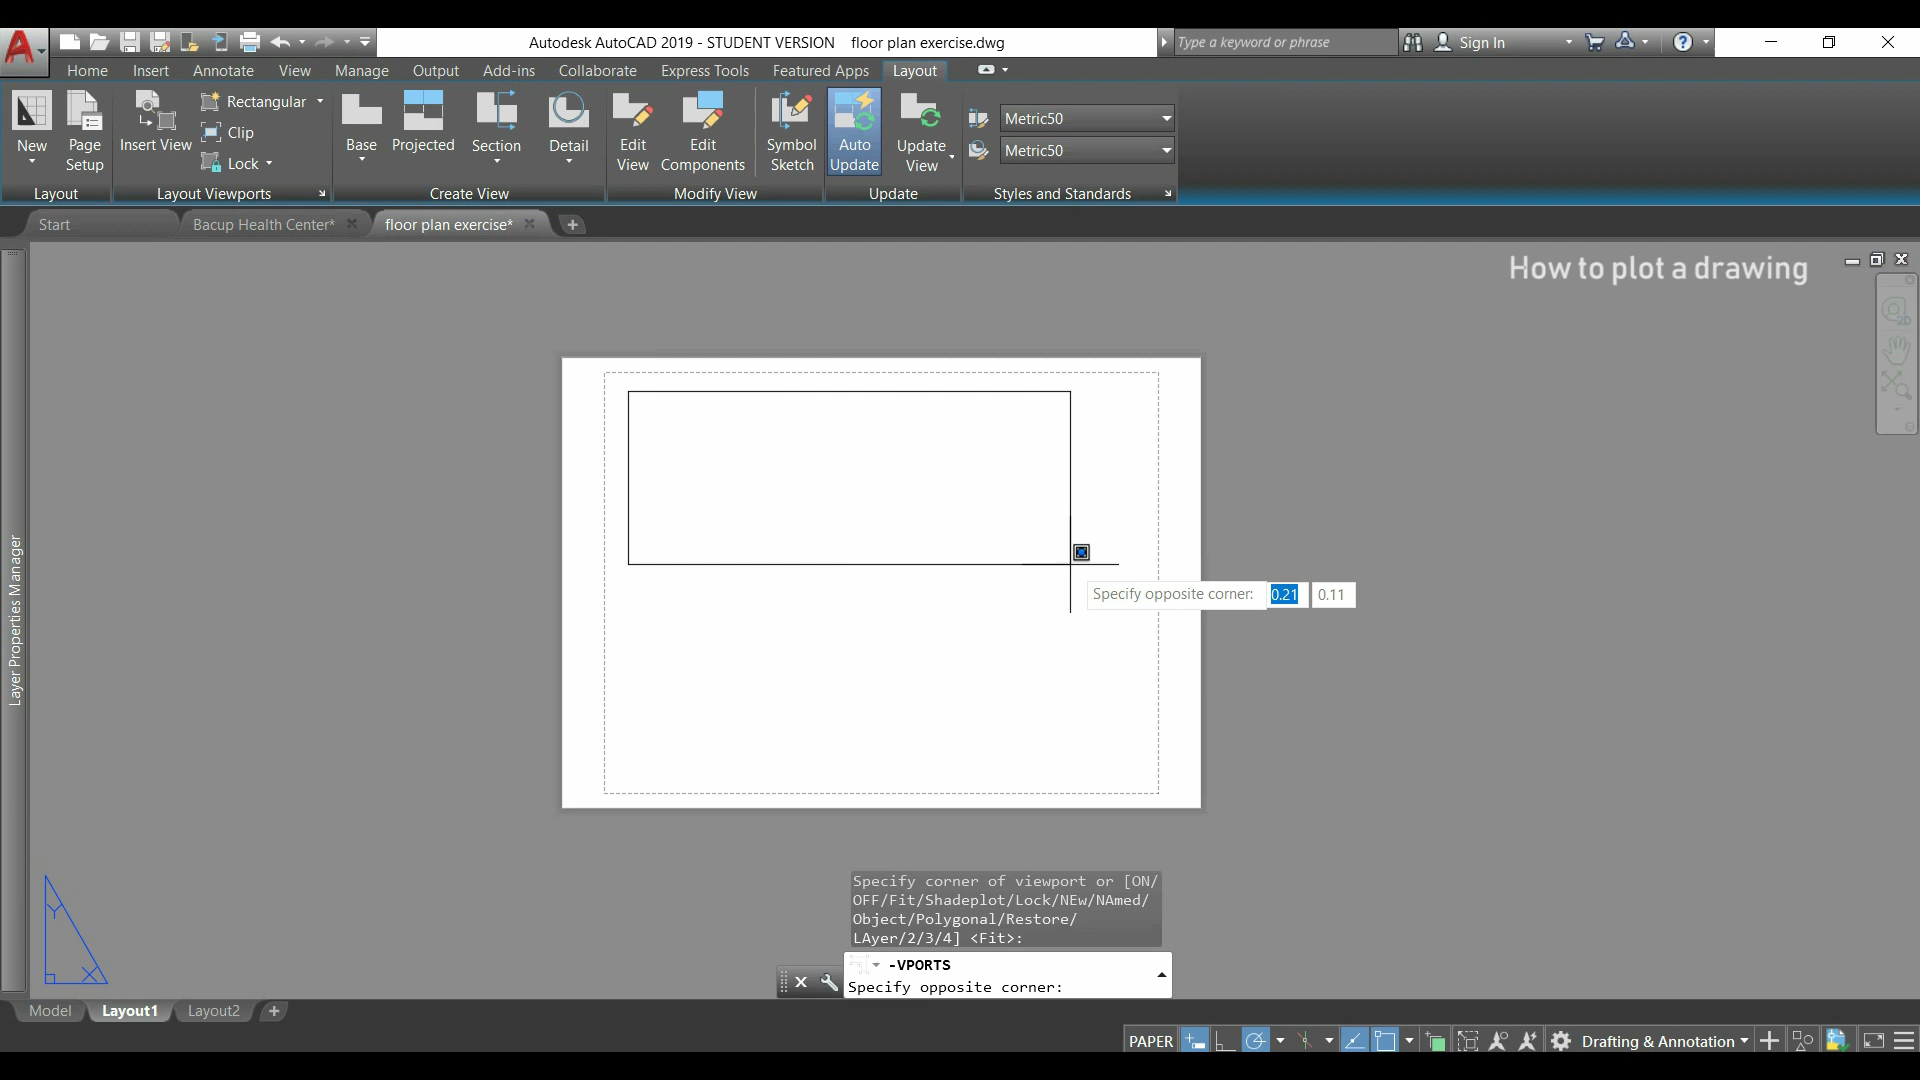 Autodesk AutoCAD 2019 - STUDENT VERSION floor plan exercise.dwg
Type a keyword or phrase
Sign In
Home Insert Annotate View Manage Output Add-ins Collaborate Express Tools Featured Apps Layout
New
Page Setup
Insert View
Rectangular
Clip
Lock
Base
Projected
Section
Detail
Edit View
Edit Components
Symbol Sketch
Auto Update
Update View
Metric50
Metric50
Layout
Layout Viewports
Create View
Modify View
Update
Styles and Standards
Start
Bacup Health Center*
floor plan exercise*
How to plot a drawing
2D
Layer Properties Manager
Specify opposite corner: 0.21 0.11
Y
X
Specify corner of viewport or [ON/
OFF/Fit/Shadeplot/Lock/NEw/NAmed/
Object/Polygonal/Restore/
LAyer/2/3/4] <Fit>:
-VPORTS
Specify opposite corner:
Model Layout1 Layout2
PAPER
Drafting & Annotation